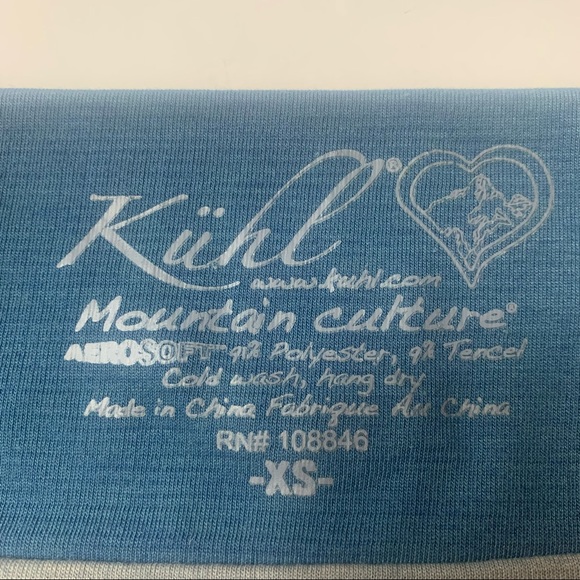 Kühl®
www.kuhl.com
Mountain culture®
AEROSOFT™ 91% Polyester, 9% Tencel
Cold wash, hang dry
Made in China Fabrique Au China
RN# 108846
-XS-